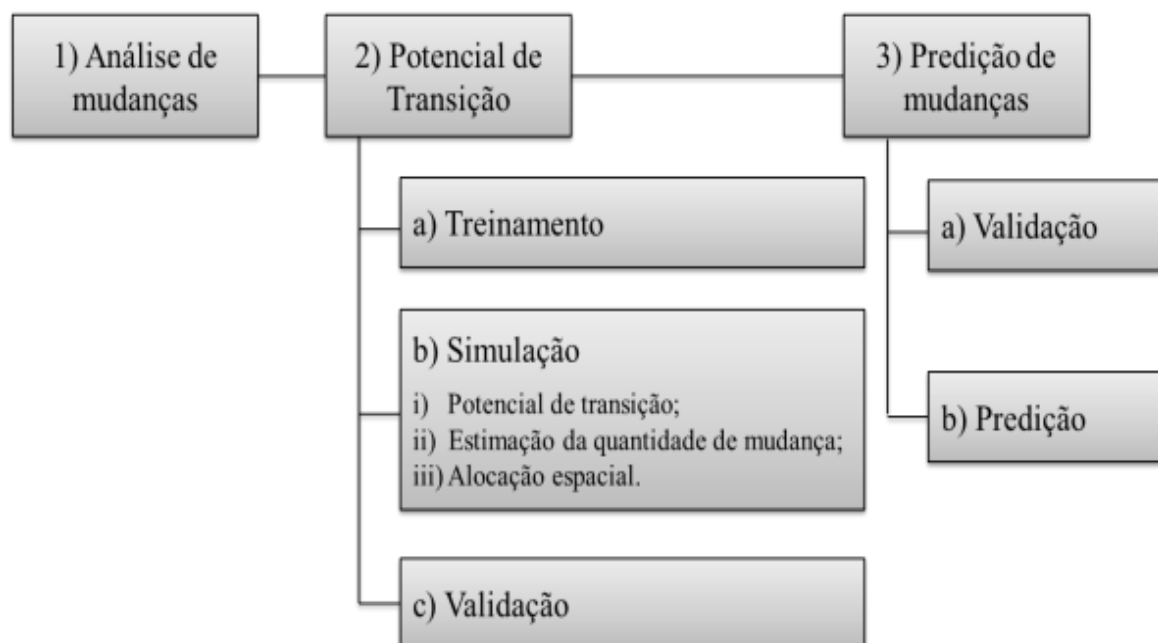 1) Análise de
mudanças
2) Potencial de
Transição
3) Predição de
mudanças
a) Treinamento
b) Simulação
i) Potencial de transição;
ii) Estimação da quantidade de mudança;
iii) Alocação espacial.
c) Validação
a) Validação
b) Predição